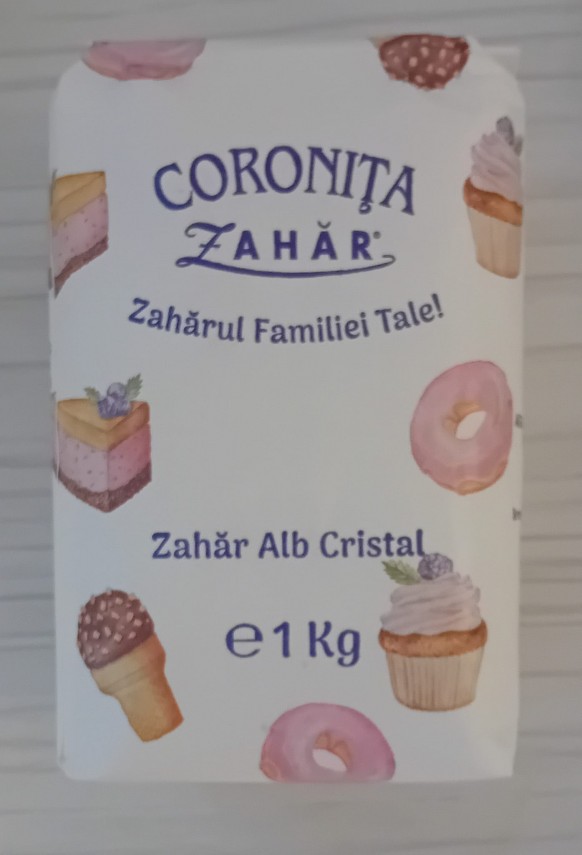 CORONIŢA
ZAHĂR®
Zahărul Familiei Tale!
Zahăr Alb Cristal
℮ 1 Kg